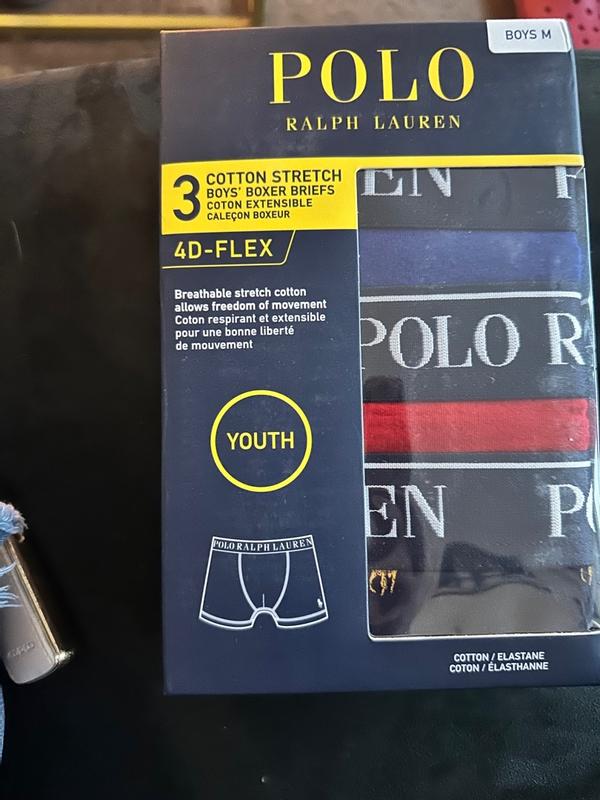 BOYS M
POLO
RALPH LAUREN
3 COTTON STRETCH
BOYS' BOXER BRIEFS
COTON EXTENSIBLE
CALEÇON BOXEUR
4D-FLEX
Breathable stretch cotton
allows freedom of movement
Coton respirant et extensible
pour une bonne liberté
de mouvement
YOUTH
POLO RALPH LAUREN
EN P
POLO R
EN PO
COTTON / ELASTANE
COTON / ÉLASTHANNE